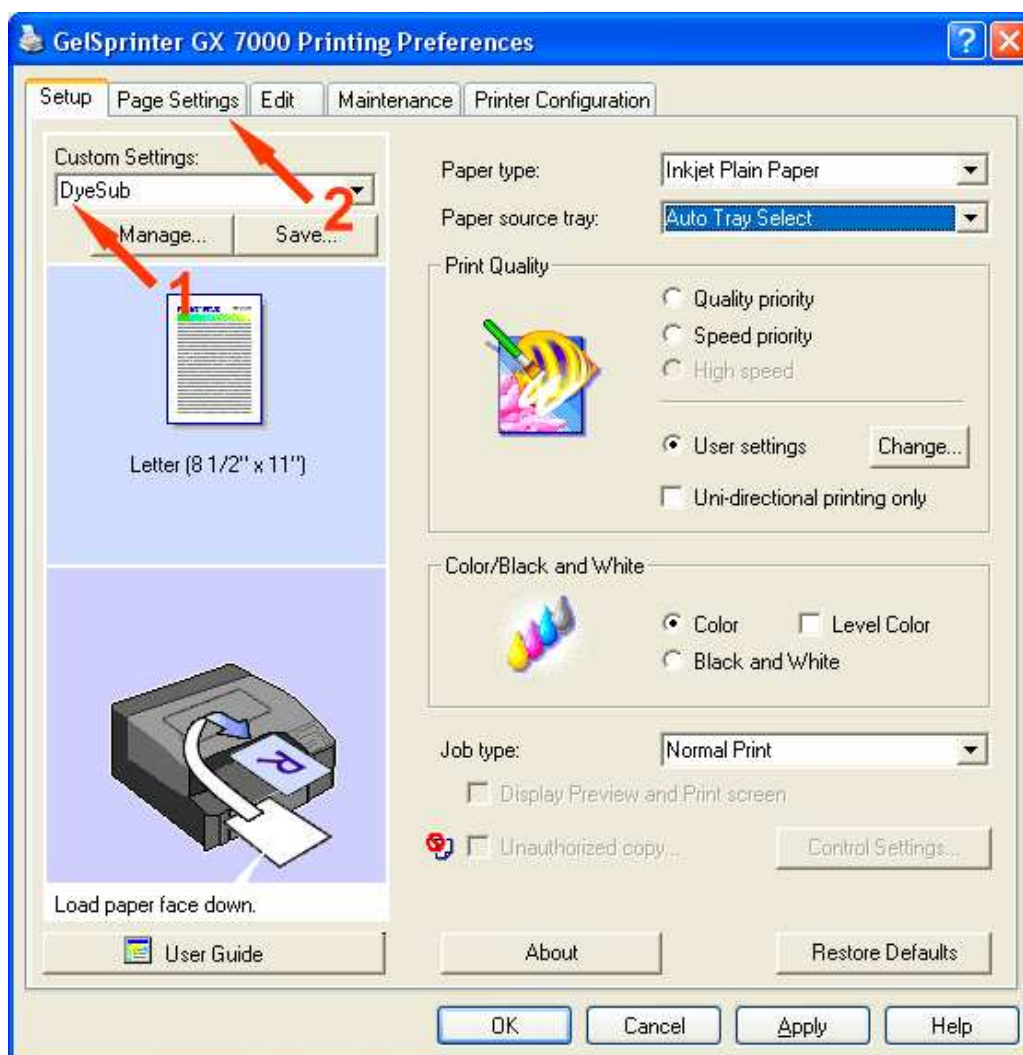 GelSprinter GX 7000 Printing Preferences
Setup Page Settings Edit Maintenance Printer Configuration
Custom Settings:
DyeSub
Manage... Save...
1
2
Letter (8 1/2" x 11")
Load paper face down.
User Guide
Paper type: Inkjet Plain Paper
Paper source tray: Auto Tray Select
Print Quality
Quality priority
Speed priority
High speed
User settings Change...
Uni-directional printing only
Color/Black and White
Color Level Color
Black and White
Job type: Normal Print
Display Preview and Print screen
Unauthorized copy... Control Settings...
About Restore Defaults
OK Cancel Apply Help